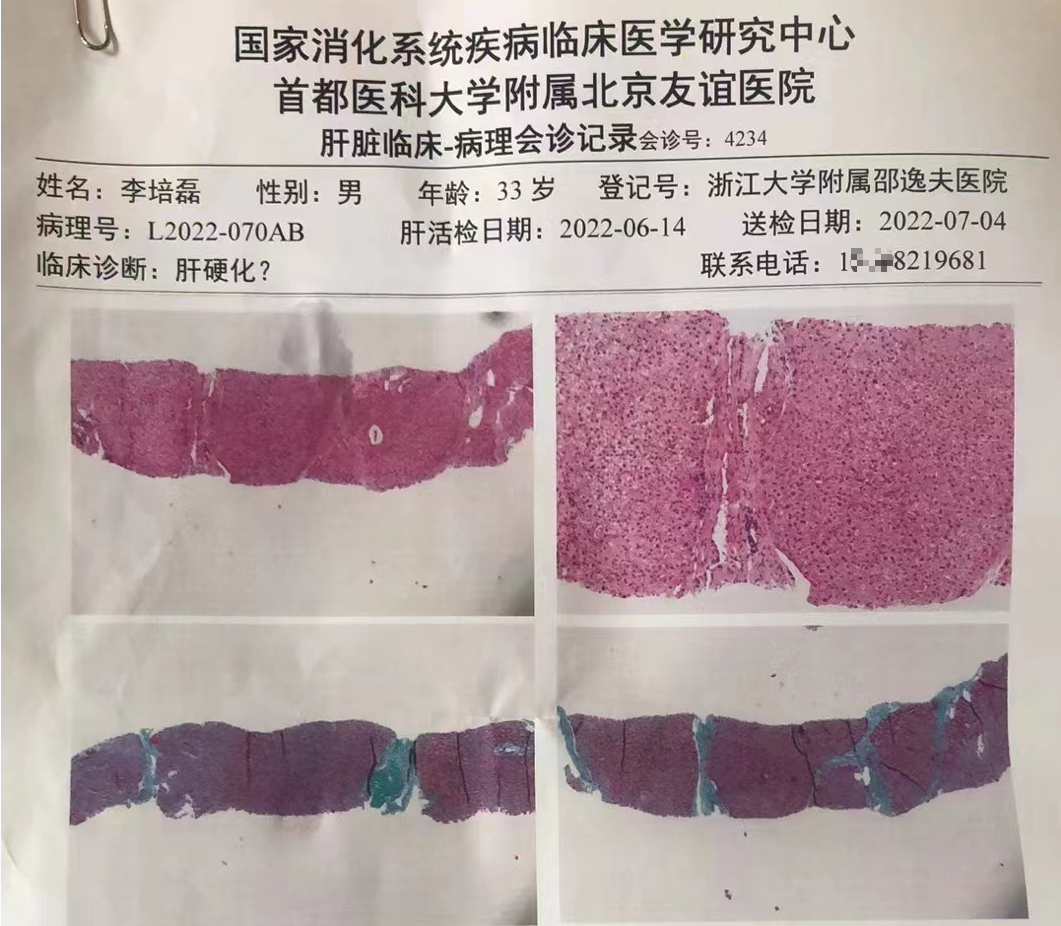 国家消化系统疾病临床医学研究中心
首都医科大学附属北京友谊医院
肝脏临床-病理会诊记录会诊号：4234
姓名：李培磊 性别：男 年龄：33 岁 登记号：浙江大学附属邵逸夫医院
病理号：L2022-070AB 肝活检日期：2022-06-14 送检日期：2022-07-04
临床诊断：肝硬化？ 联系电话：1 8219681